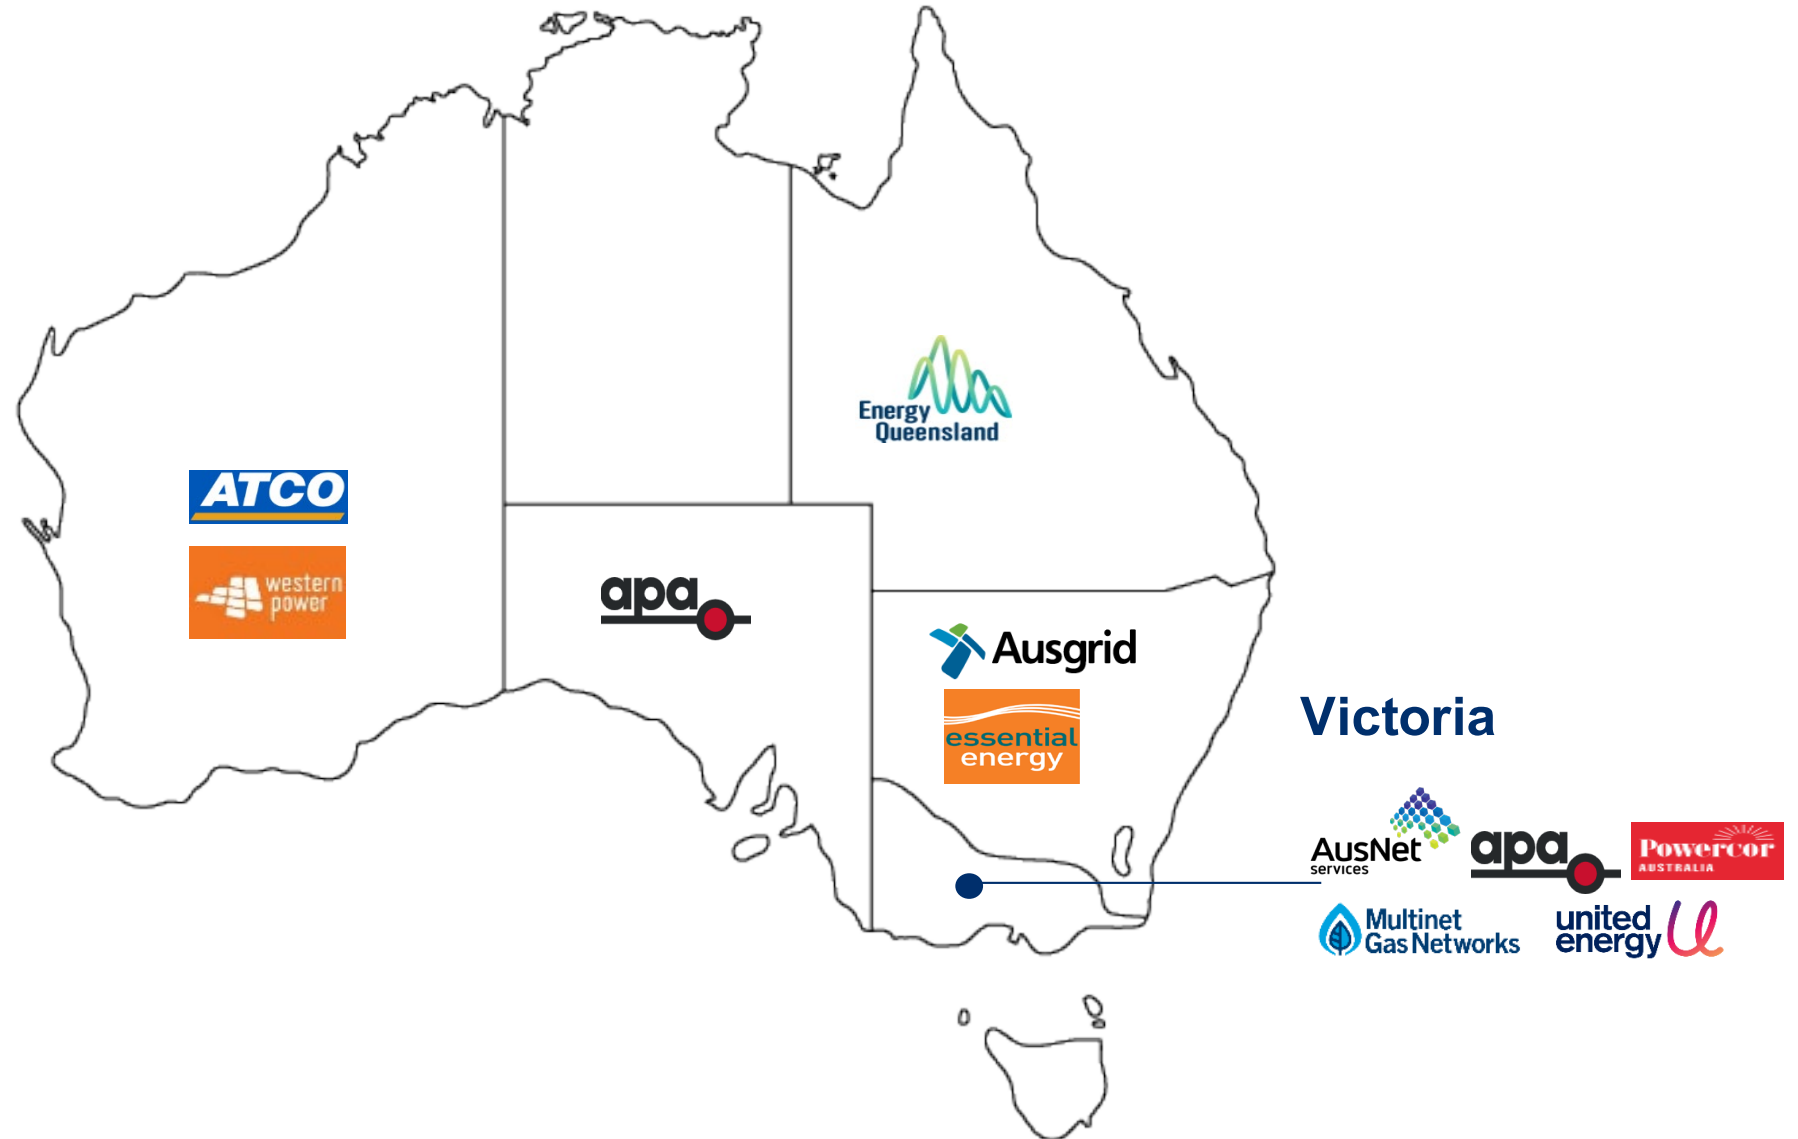 Energy
Queensland
ATCO
western
power
apa
Ausgrid
essential
energy
Victoria
AusNet
services
apa
Powercor
AUSTRALIA
Multinet
Gas Networks
united
energy